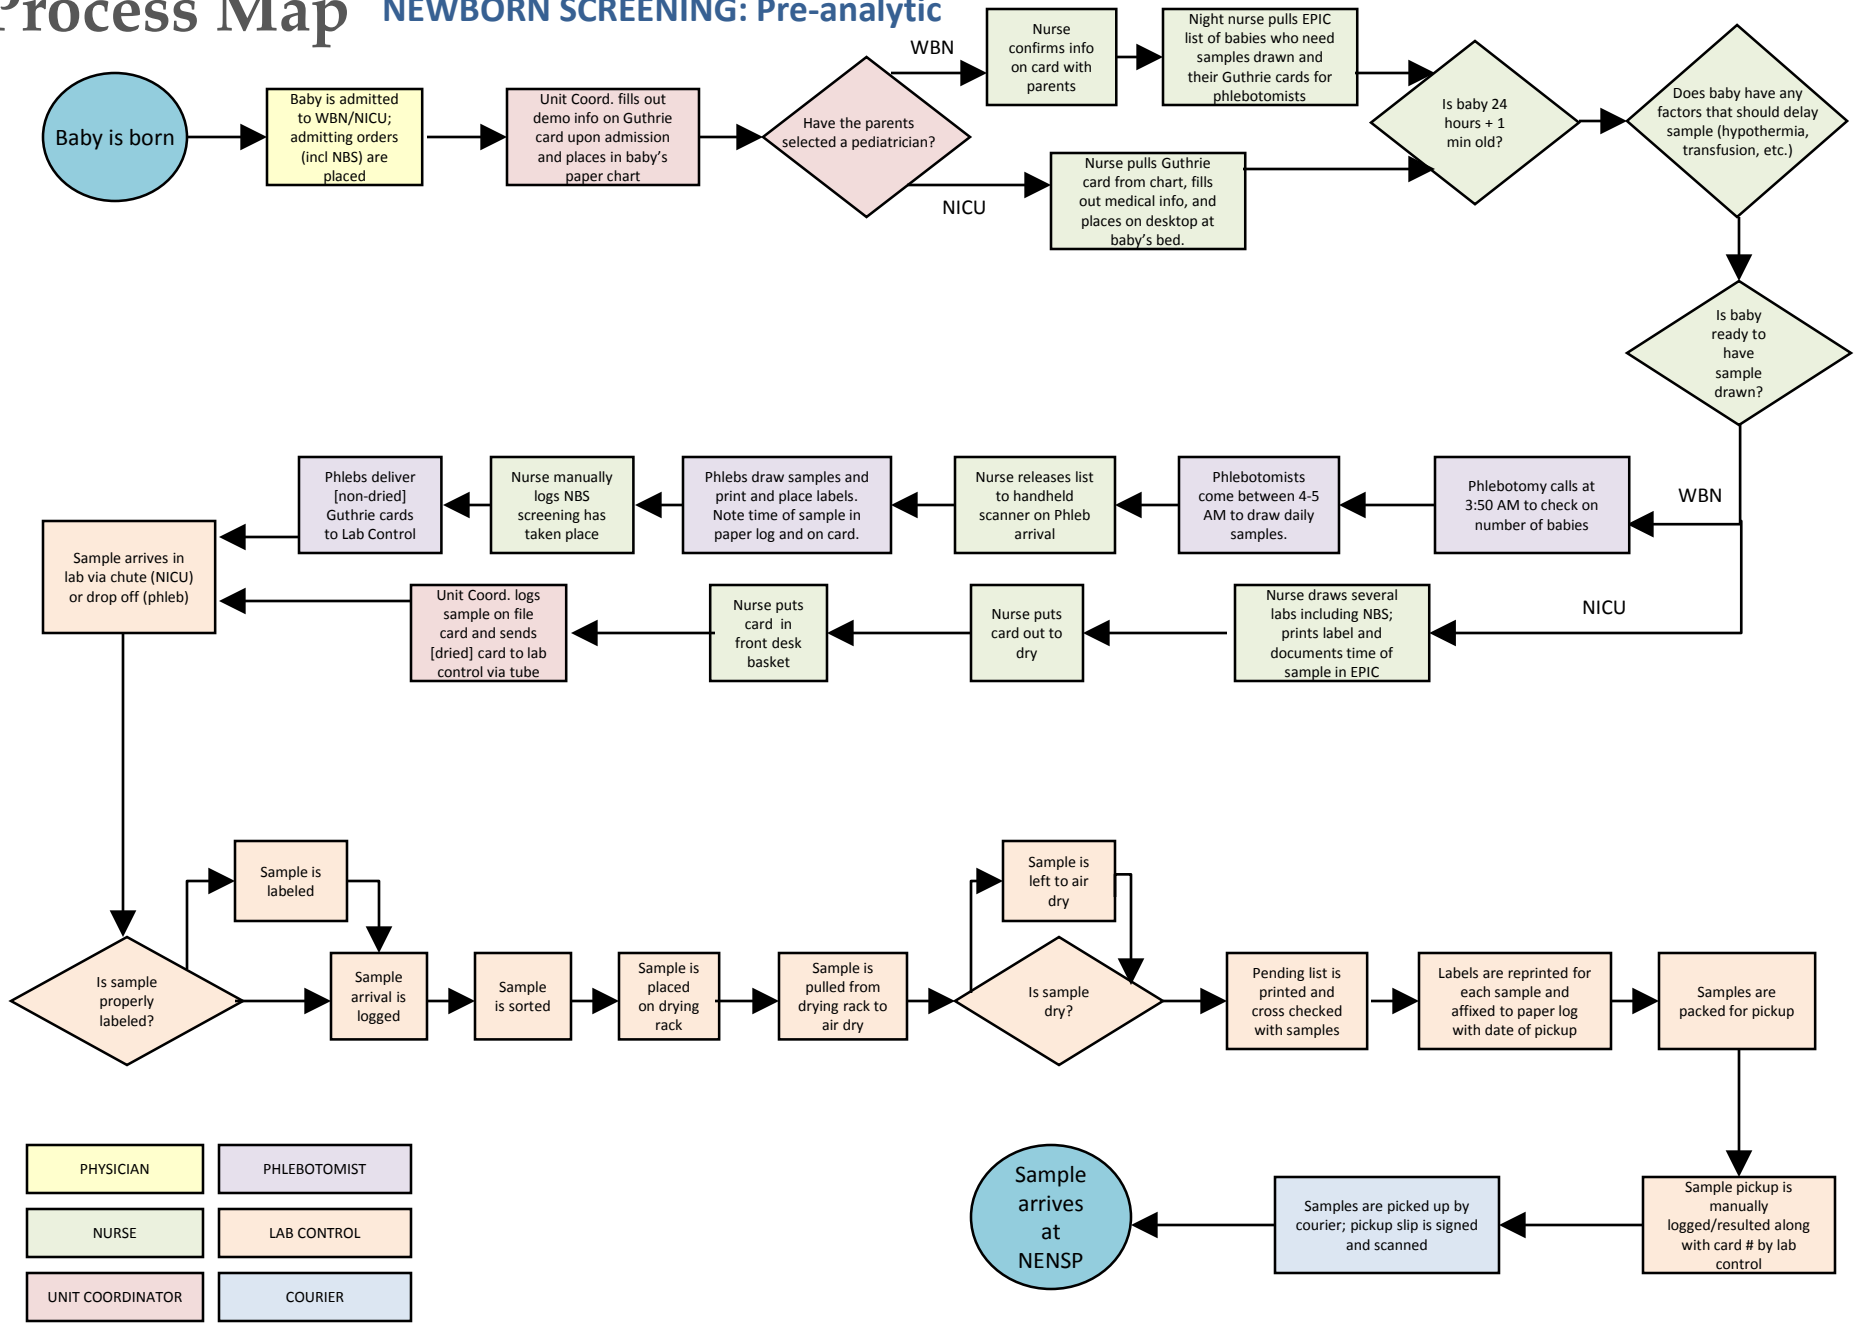 Process Map
NEWBORN SCREENING: Pre-analytic
Baby is born
Baby is admitted
to WBN/NICU;
admitting orders
(incl NBS) are
placed
Unit Coord. fills out
demo info on Guthrie
card upon admission
and places in baby's
paper chart
Have the parents
selected a pediatrician?
WBN
NICU
Nurse
confirms info
on card with
parents
Night nurse pulls EPIC
list of babies who need
samples drawn and
their Guthrie cards for
phlebotomists
Nurse pulls Guthrie
card from chart, fills
out medical info, and
places on desktop at
baby's bed.
Is baby 24
hours + 1
min old?
Does baby have any
factors that should delay
sample (hypothermia,
transfusion, etc.)
Is baby
ready to
have
sample
drawn?
WBN
Phlebotomy calls at
3:50 AM to check on
number of babies
Phlebotomists
come between 4-5
AM to draw daily
samples.
Nurse releases list
to handheld
scanner on Phleb
arrival
Phlebs draw samples and
print and place labels.
Note time of sample in
paper log and on card.
Nurse manually
logs NBS
screening has
taken place
Phlebs deliver
[non-dried]
Guthrie cards
to Lab Control
NICU
Nurse draws several
labs including NBS;
prints label and
documents time of
sample in EPIC
Nurse puts
card out to
dry
Nurse puts
card in
front desk
basket
Unit Coord. logs
sample on file
card and sends
[dried] card to lab
control via tube
Sample arrives in
lab via chute (NICU)
or drop off (phleb)
Is sample
properly
labeled?
Sample is
labeled
Sample
arrival is
logged
Sample
is sorted
Sample is
placed
on drying
rack
Sample is
pulled from
drying rack to
air dry
Is sample
dry?
Sample is
left to air
dry
Pending list is
printed and
cross checked
with samples
Labels are reprinted for
each sample and
affixed to paper log
with date of pickup
Samples are
packed for pickup
Sample pickup is
manually
logged/resulted along
with card # by lab
control
Samples are picked up by
courier; pickup slip is signed
and scanned
Sample
arrives
at
NENSP
PHYSICIAN
PHLEBOTOMIST
NURSE
LAB CONTROL
UNIT COORDINATOR
COURIER